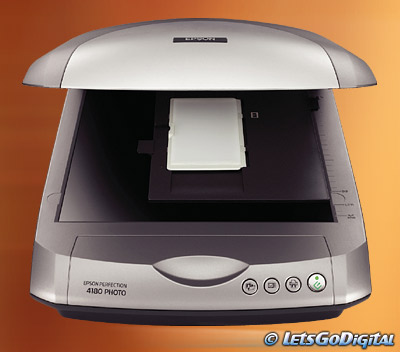 EPSON
EPSON PERFECTION
4180 PHOTO
© LETSGODIGITAL